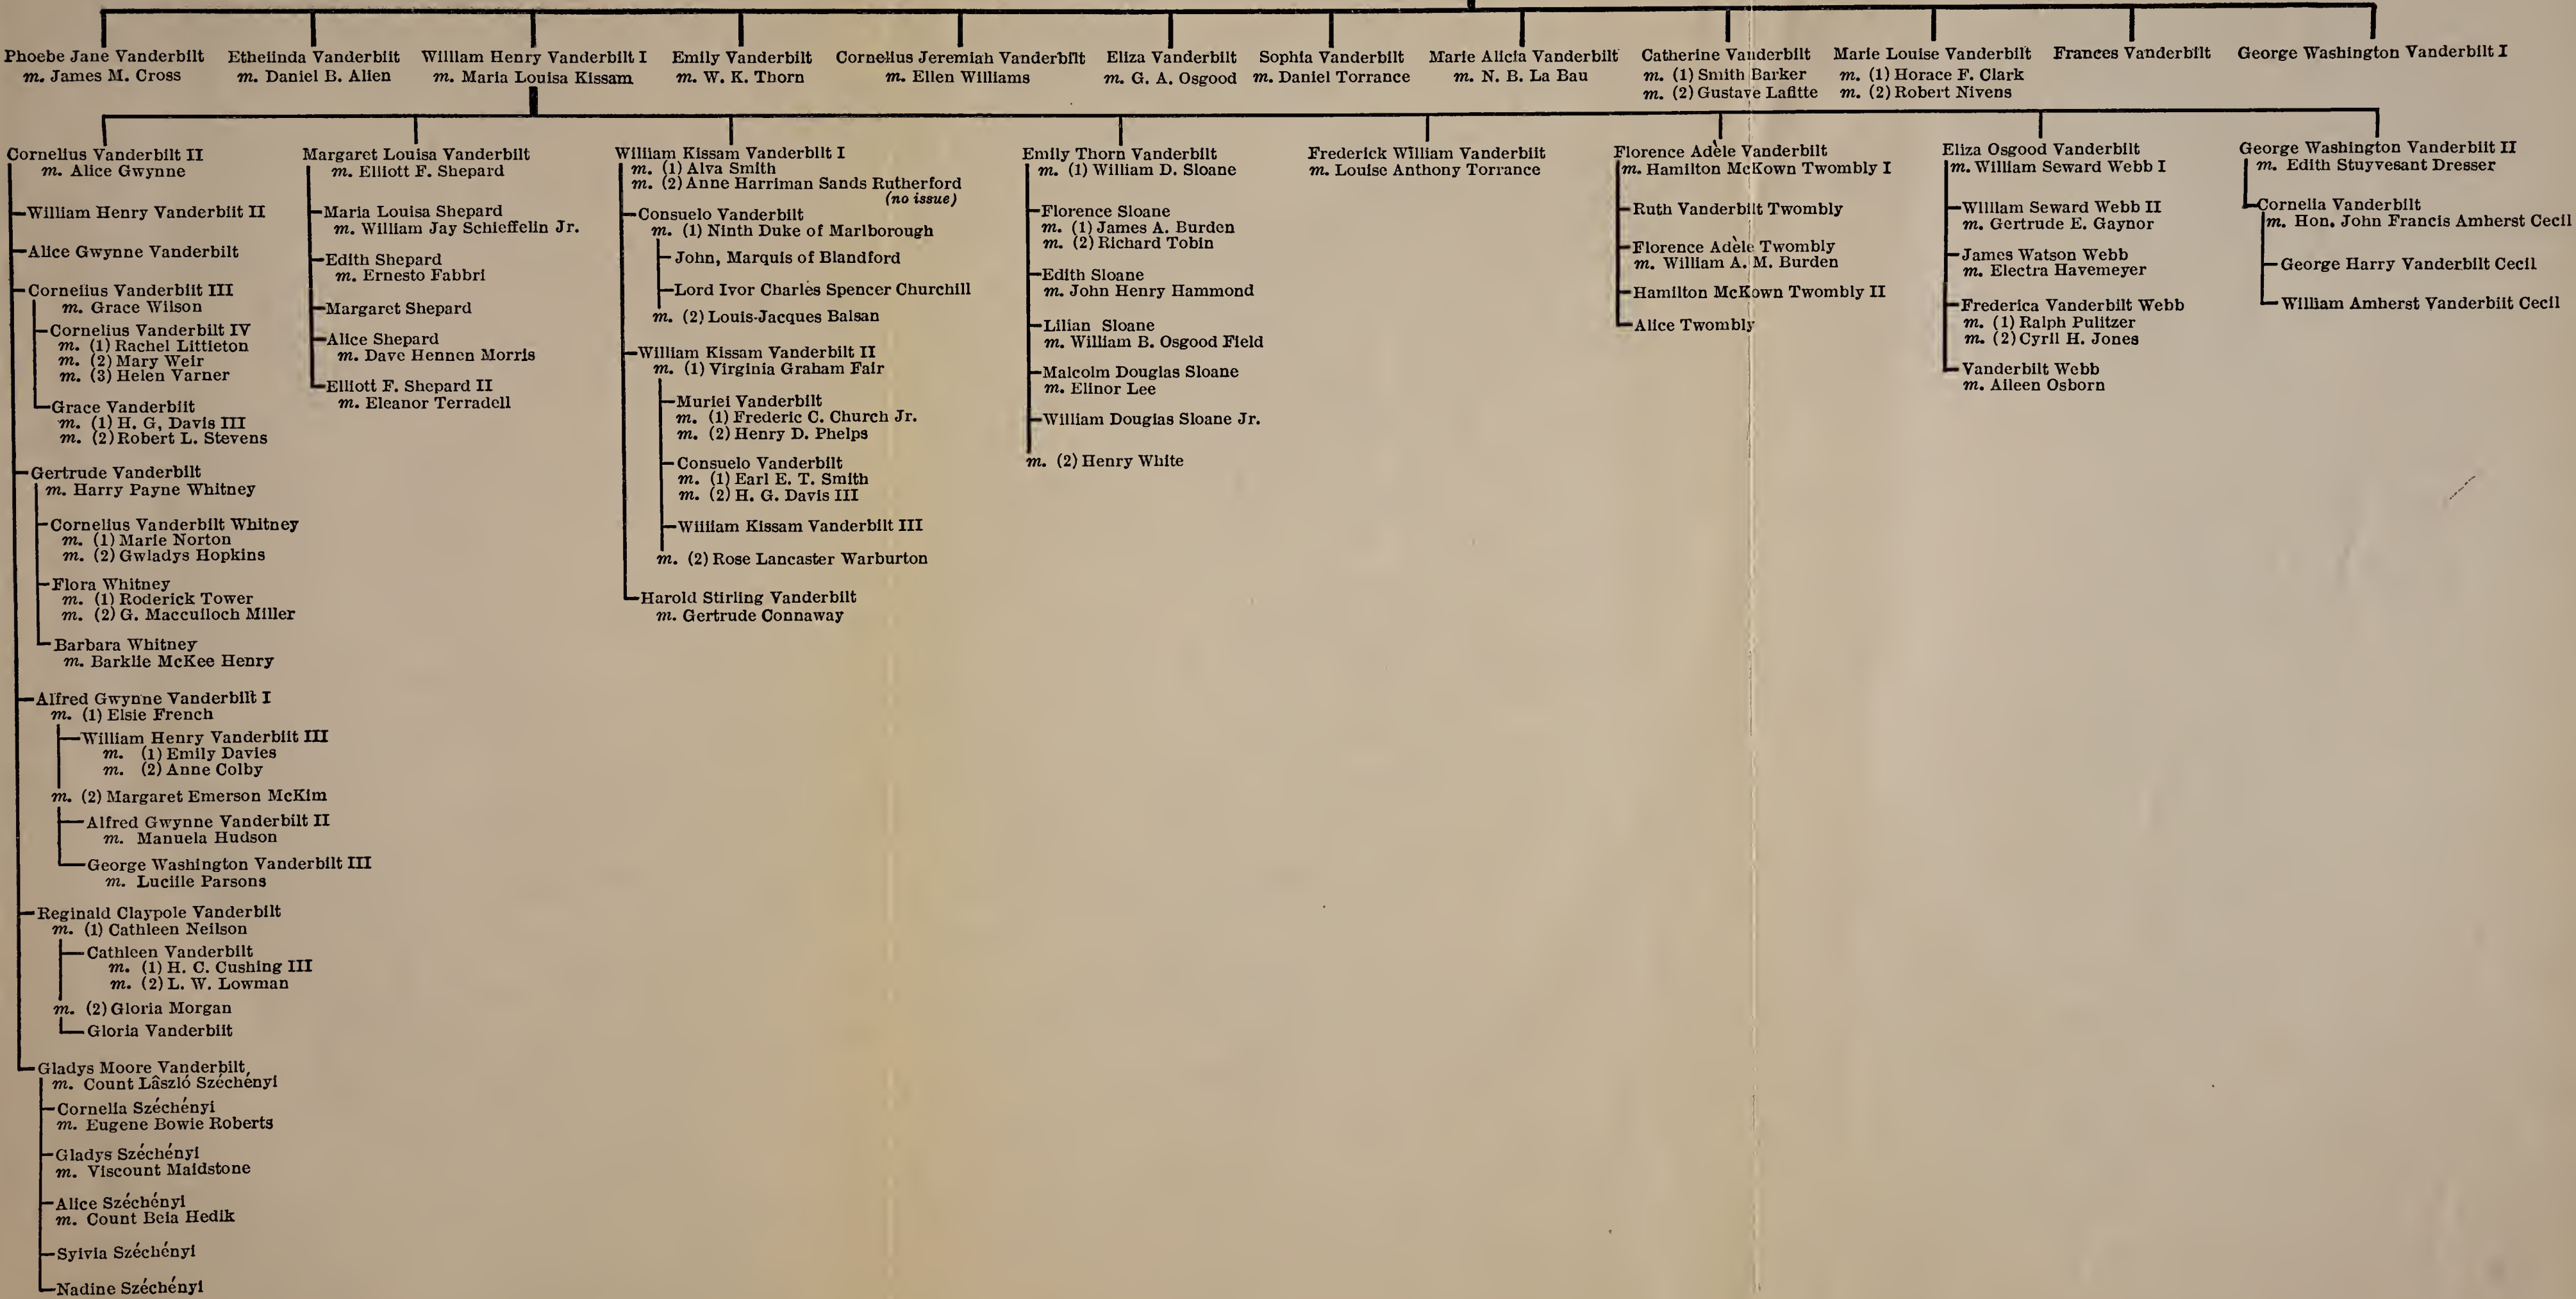 Phoebe Jane Vanderbilt
m. James M. Cross
Ethelinda Vanderbilt
m. Daniel B. Allen
William Henry Vanderbilt I
m. Maria Louisa Kissam
Emily Vanderbilt
m. W. K. Thorn
Cornelius Jeremiah Vanderbilt
m. Ellen Williams
Eliza Vanderbilt
m. G. A. Osgood
Sophia Vanderbilt
m. Daniel Torrance
Marie Alicia Vanderbilt
m. N. B. La Bau
Catherine Vanderbilt
m. (1) Smith Barker
m. (2) Gustave Lafitte
Marie Louise Vanderbilt
m. (1) Horace F. Clark
m. (2) Robert Nivens
Frances Vanderbilt
George Washington Vanderbilt I
Cornelius Vanderbilt II
m. Alice Gwynne
William Henry Vanderbilt II
Alice Gwynne Vanderbilt
Cornelius Vanderbilt III
m. Grace Wilson
Cornelius Vanderbilt IV
m. (1) Rachel Littleton
m. (2) Mary Weir
m. (3) Helen Varner
Grace Vanderbilt
m. (1) H. G, Davis III
m. (2) Robert L. Stevens
Gertrude Vanderbilt
m. Harry Payne Whitney
Cornelius Vanderbilt Whitney
m. (1) Marie Norton
m. (2) Gwladys Hopkins
Flora Whitney
m. (1) Roderick Tower
m. (2) G. Macculloch Miller
Barbara Whitney
m. Barklie McKee Henry
Alfred Gwynne Vanderbilt I
m. (1) Elsie French
William Henry Vanderbilt III
m. (1) Emily Davies
m. (2) Anne Colby
m. (2) Margaret Emerson McKim
Alfred Gwynne Vanderbilt II
m. Manuela Hudson
George Washington Vanderbilt III
m. Lucille Parsons
Reginald Claypole Vanderbilt
m. (1) Cathleen Neilson
Cathleen Vanderbilt
m. (1) H. C. Cushing III
m. (2) L. W. Lowman
m. (2) Gloria Morgan
Gloria Vanderbilt
Gladys Moore Vanderbilt,
m. Count Lâszló Széchényi
Cornelia Széchényi
m. Eugene Bowie Roberts
Gladys Széchényi
m. Viscount Maidstone
Alice Széchényi
m. Count Bela Hedik
Sylvia Széchényi
Nadine Széchényi
Margaret Louisa Vanderbilt
m. Elliott F. Shepard
Maria Louisa Shepard
m. William Jay Schieffelin Jr.
Edith Shepard
m. Ernesto Fabbri
Margaret Shepard
Alice Shepard
m. Dave Hennen Morris
Elliott F. Shepard II
m. Eleanor Terradell
William Kissam Vanderbilt I
m. (1) Alva Smith
m. (2) Anne Harriman Sands Rutherford
(no issue)
Consuelo Vanderbilt
m. (1) Ninth Duke of Marlborough
John, Marquis of Blandford
Lord Ivor Charles Spencer Churchill
m. (2) Louis-Jacques Balsan
William Kissam Vanderbilt II
m. (1) Virginia Graham Fair
Muriel Vanderbilt
m. (1) Frederic C. Church Jr.
m. (2) Henry D. Phelps
Consuelo Vanderbilt
m. (1) Earl E. T. Smith
m. (2) H. G. Davis III
William Kissam Vanderbilt III
m. (2) Rose Lancaster Warburton
Harold Stirling Vanderbilt
m. Gertrude Connaway
Emily Thorn Vanderbilt
m. (1) William D. Sloane
Florence Sloane
m. (1) James A. Burden
m. (2) Richard Tobin
Edith Sloane
m. John Henry Hammond
Lilian Sloane
m. William B. Osgood Field
Malcolm Douglas Sloane
m. Elinor Lee
William Douglas Sloane Jr.
m. (2) Henry White
Frederick William Vanderbilt
m. Louise Anthony Torrance
Florence Adèle Vanderbilt
m. Hamilton McKown Twombly I
Ruth Vanderbilt Twombly
Florence Adèle Twombly
m. William A. M. Burden
Hamilton McKown Twombly II
Alice Twombly
Eliza Osgood Vanderbilt
m. William Seward Webb I
William Seward Webb II
m. Gertrude E. Gaynor
James Watson Webb
m. Electra Havemeyer
Frederica Vanderbilt Webb
m. (1) Ralph Pulitzer
m. (2) Cyril H. Jones
Vanderbilt Webb
m. Aileen Osborn
George Washington Vanderbilt II
m. Edith Stuyvesant Dresser
Cornelia Vanderbilt
m. Hon. John Francis Amherst Cecil
George Harry Vanderbilt Cecil
William Amherst Vanderbilt Cecil